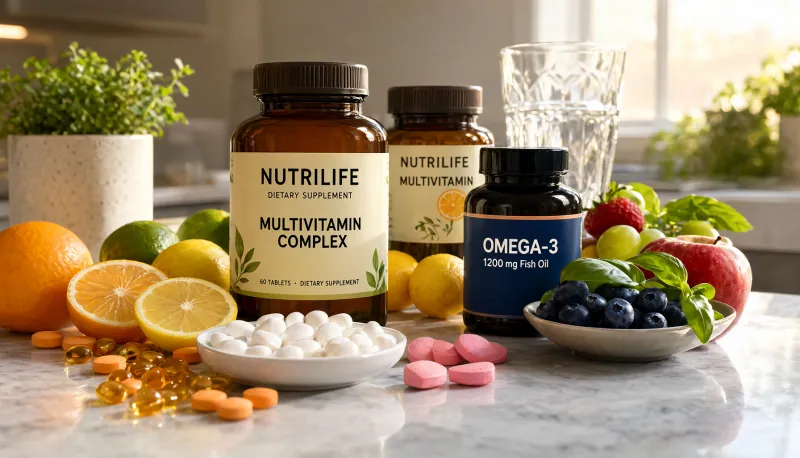 NUTRILIFE
DIETARY SUPPLEMENT
MULTIVITAMIN
COMPLEX
60 TABLETS • DIETARY SUPPLEMENT
NUTRILIFE
MULTIVITAMIN
OMEGA-3
1200 mg Fish Oil